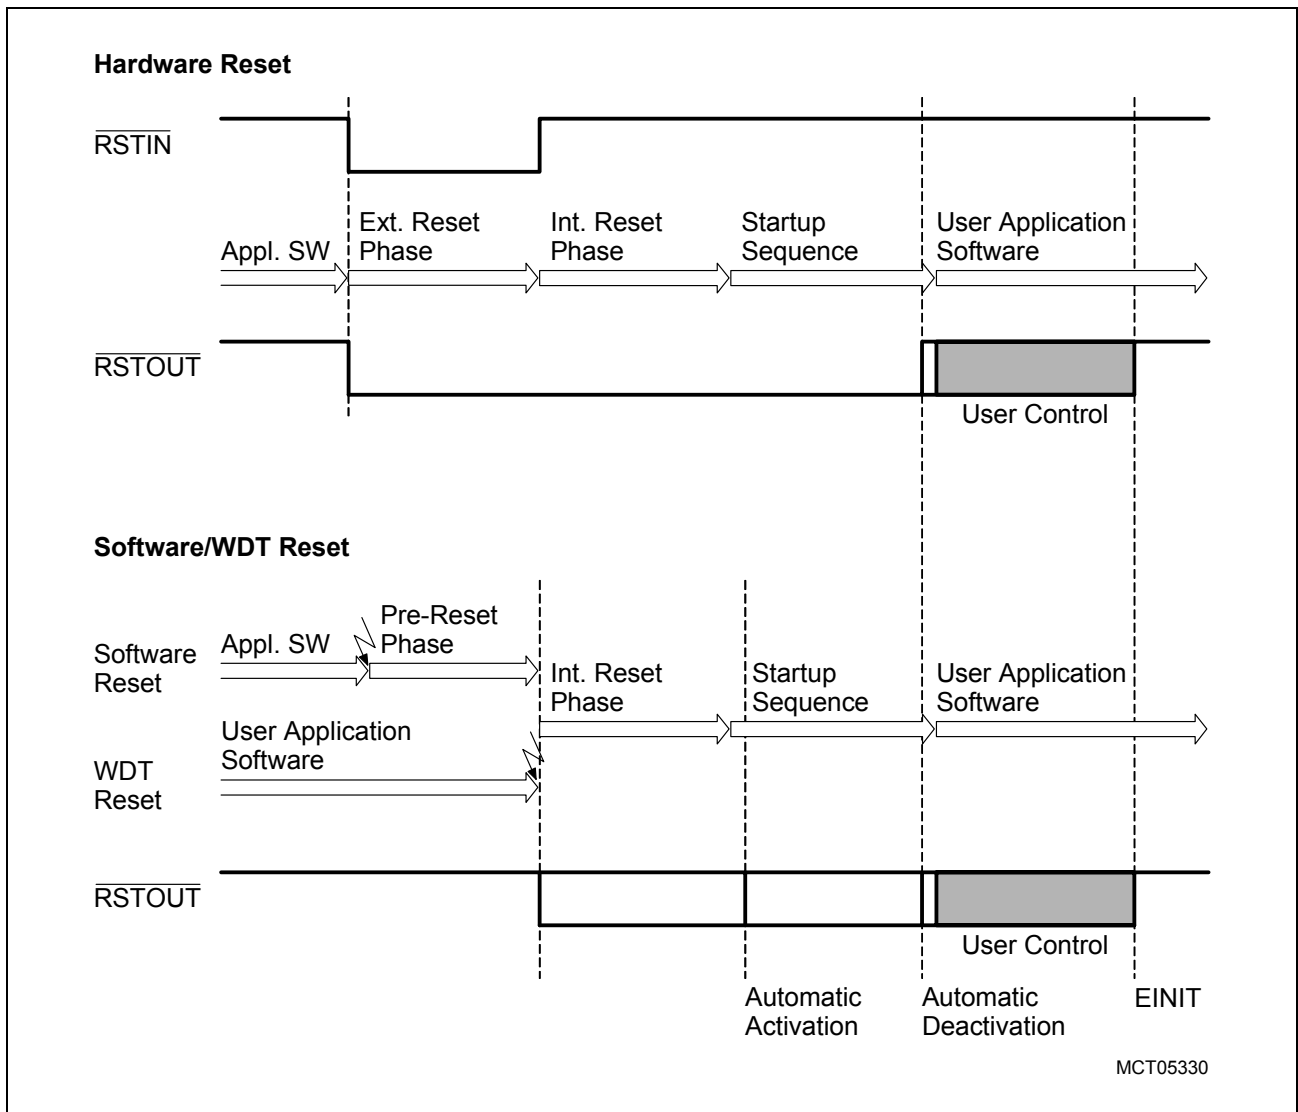 Hardware Reset
RSTIN
Appl. SW
Ext. Reset
Phase
Int. Reset
Phase
Startup
Sequence
User Application
Software
RSTOUT
User Control
Software/WDT Reset
Software
Reset
Appl. SW
Pre-Reset
Phase
Int. Reset
Phase
Startup
Sequence
User Application
Software
WDT
Reset
User Application
Software
RSTOUT
User Control
Automatic
Activation
Automatic
Deactivation
EINIT
MCT05330